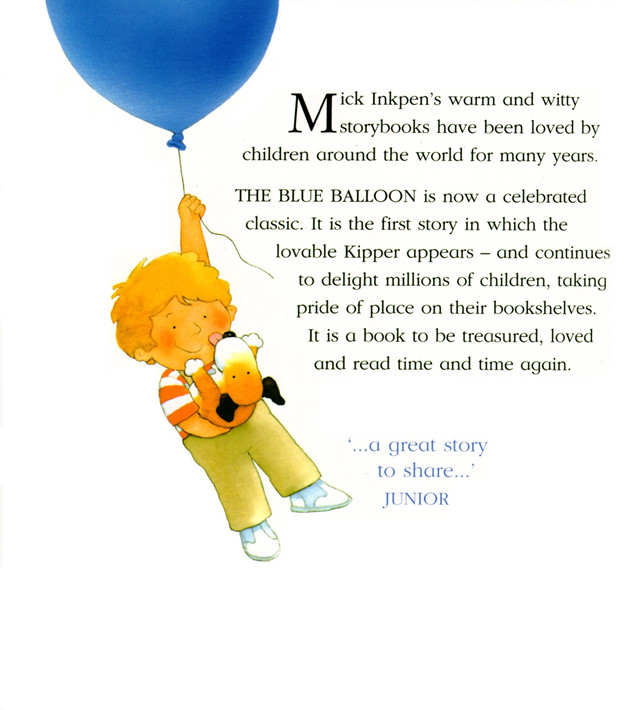 Mick Inkpen's warm and witty
storybooks have been loved by
children around the world for many years.
THE BLUE BALLOON is now a celebrated
classic. It is the first story in which the
lovable Kipper appears – and continues
to delight millions of children, taking
pride of place on their bookshelves.
It is a book to be treasured, loved
and read time and time again.
'...a great story
to share...'
JUNIOR